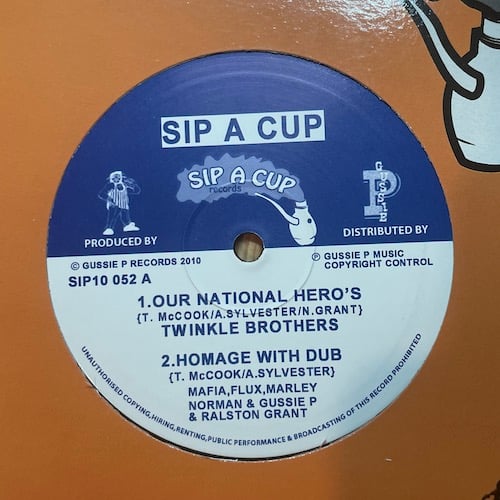 SIP A CUP
SIP A CUP
records
GUSSIE
P
PRODUCED BY
DISTRIBUTED BY
© GUSSIE P RECORDS 2010
℗ GUSSIE P MUSIC
COPYRIGHT CONTROL
SIP10 052 A
1.OUR NATIONAL HERO'S
{T. McCOOK/A.SYLVESTER/N.GRANT}
TWINKLE BROTHERS
2.HOMAGE WITH DUB
{T. McCOOK/A.SYLVESTER}
MAFIA,FLUX,MARLEY
NORMAN & GUSSIE P
& RALSTON GRANT
UNAUTHORISED COPYING,HIRING,RENTING,PUBLIC PERFORMANCE & BROADCASTING OF THIS RECORD PROHIBITED